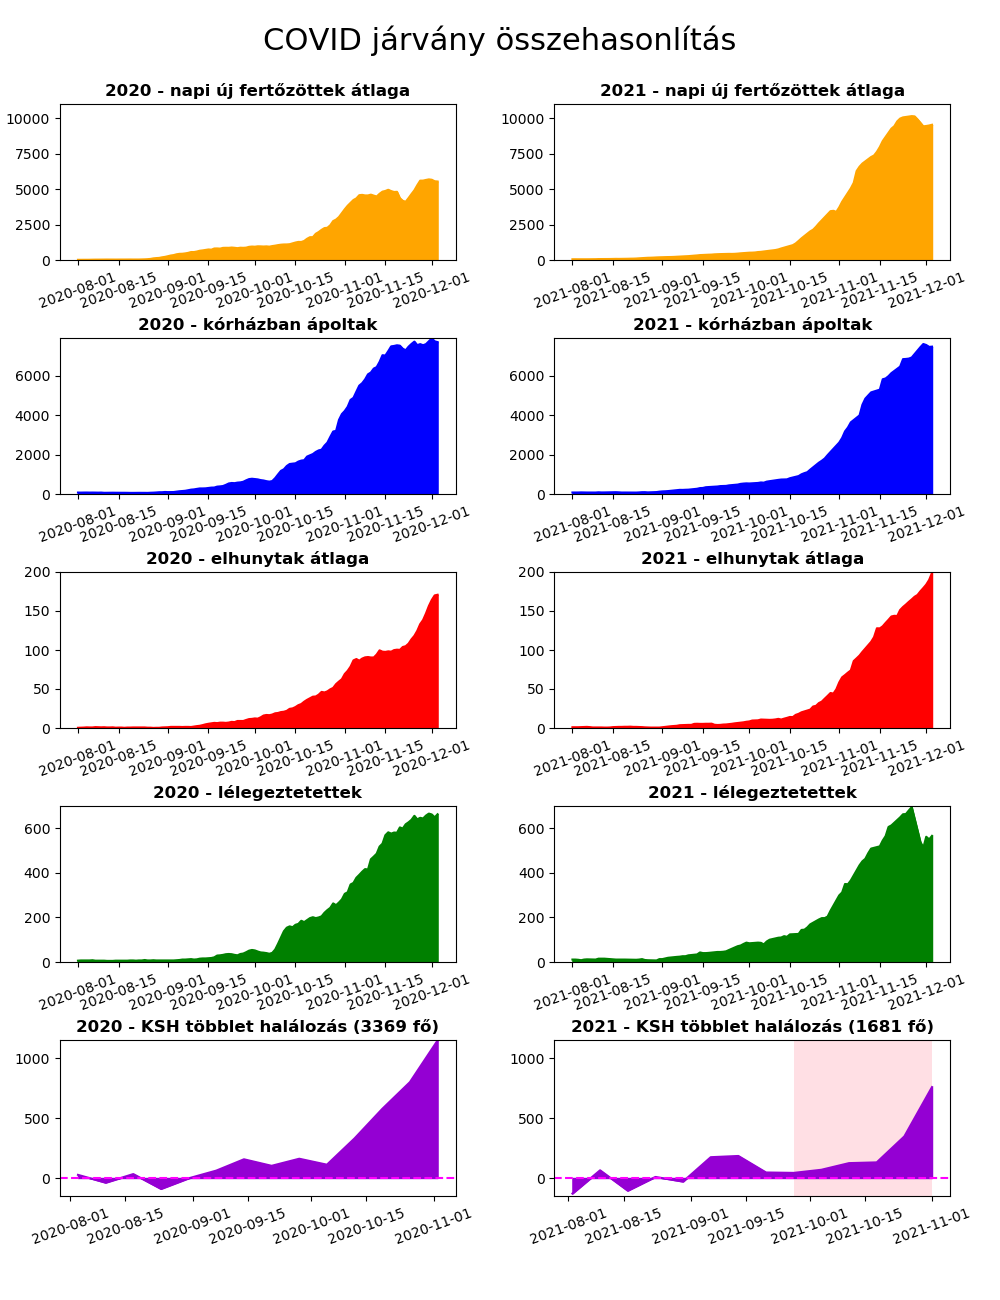 COVID járvány összehasonlítás
2020 - napi új fertőzöttek átlaga
10000
7500
5000
2500
0
2020-08-01 2020-08-15 2020-09-01 2020-09-15 2020-10-01 2020-10-15 2020-11-01 2020-11-15 2020-12-01
2021 - napi új fertőzöttek átlaga
10000
7500
5000
2500
0
2021-08-01 2021-08-15 2021-09-01 2021-09-15 2021-10-01 2021-10-15 2021-11-01 2021-11-15 2021-12-01
2020 - kórházban ápoltak
6000
4000
2000
0
2020-08-01 2020-08-15 2020-09-01 2020-09-15 2020-10-01 2020-10-15 2020-11-01 2020-11-15 2020-12-01
2021 - kórházban ápoltak
6000
4000
2000
0
2021-08-01 2021-08-15 2021-09-01 2021-09-15 2021-10-01 2021-10-15 2021-11-01 2021-11-15 2021-12-01
2020 - elhunytak átlaga
200
150
100
50
0
2020-08-01 2020-08-15 2020-09-01 2020-09-15 2020-10-01 2020-10-15 2020-11-01 2020-11-15 2020-12-01
2021 - elhunytak átlaga
200
150
100
50
0
2021-08-01 2021-08-15 2021-09-01 2021-09-15 2021-10-01 2021-10-15 2021-11-01 2021-11-15 2021-12-01
2020 - lélegeztetettek
600
400
200
0
2020-08-01 2020-08-15 2020-09-01 2020-09-15 2020-10-01 2020-10-15 2020-11-01 2020-11-15 2020-12-01
2021 - lélegeztetettek
600
400
200
0
2021-08-01 2021-08-15 2021-09-01 2021-09-15 2021-10-01 2021-10-15 2021-11-01 2021-11-15 2021-12-01
2020 - KSH többlet halálozás (3369 fő)
1000
500
0
2020-08-01 2020-08-15 2020-09-01 2020-09-15 2020-10-01 2020-10-15 2020-11-01
2021 - KSH többlet halálozás (1681 fő)
1000
500
0
2021-08-01 2021-08-15 2021-09-01 2021-09-15 2021-10-01 2021-10-15 2021-11-01